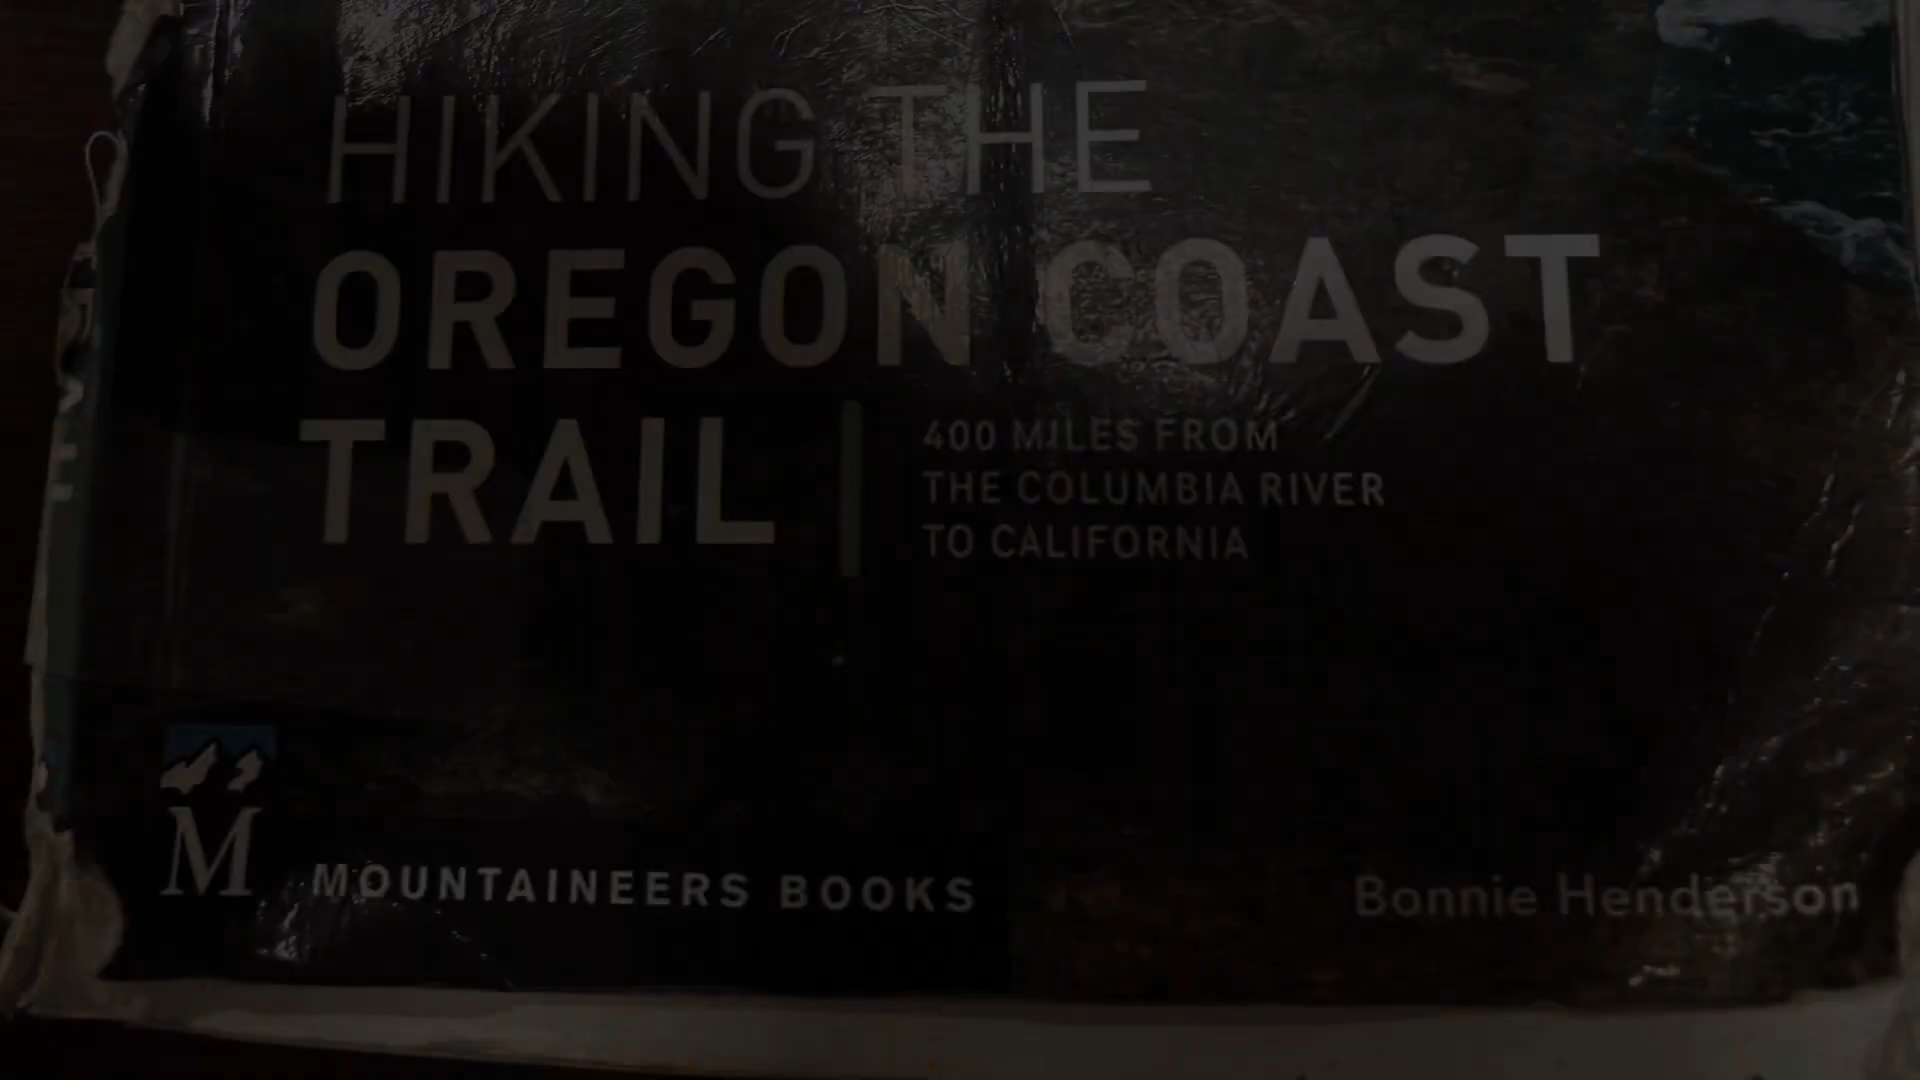 HIKING THE
OREGON COAST
TRAIL
400 MILES FROM
THE COLUMBIA RIVER
TO CALIFORNIA
M
MOUNTAINEERS BOOKS
Bonnie Henderson